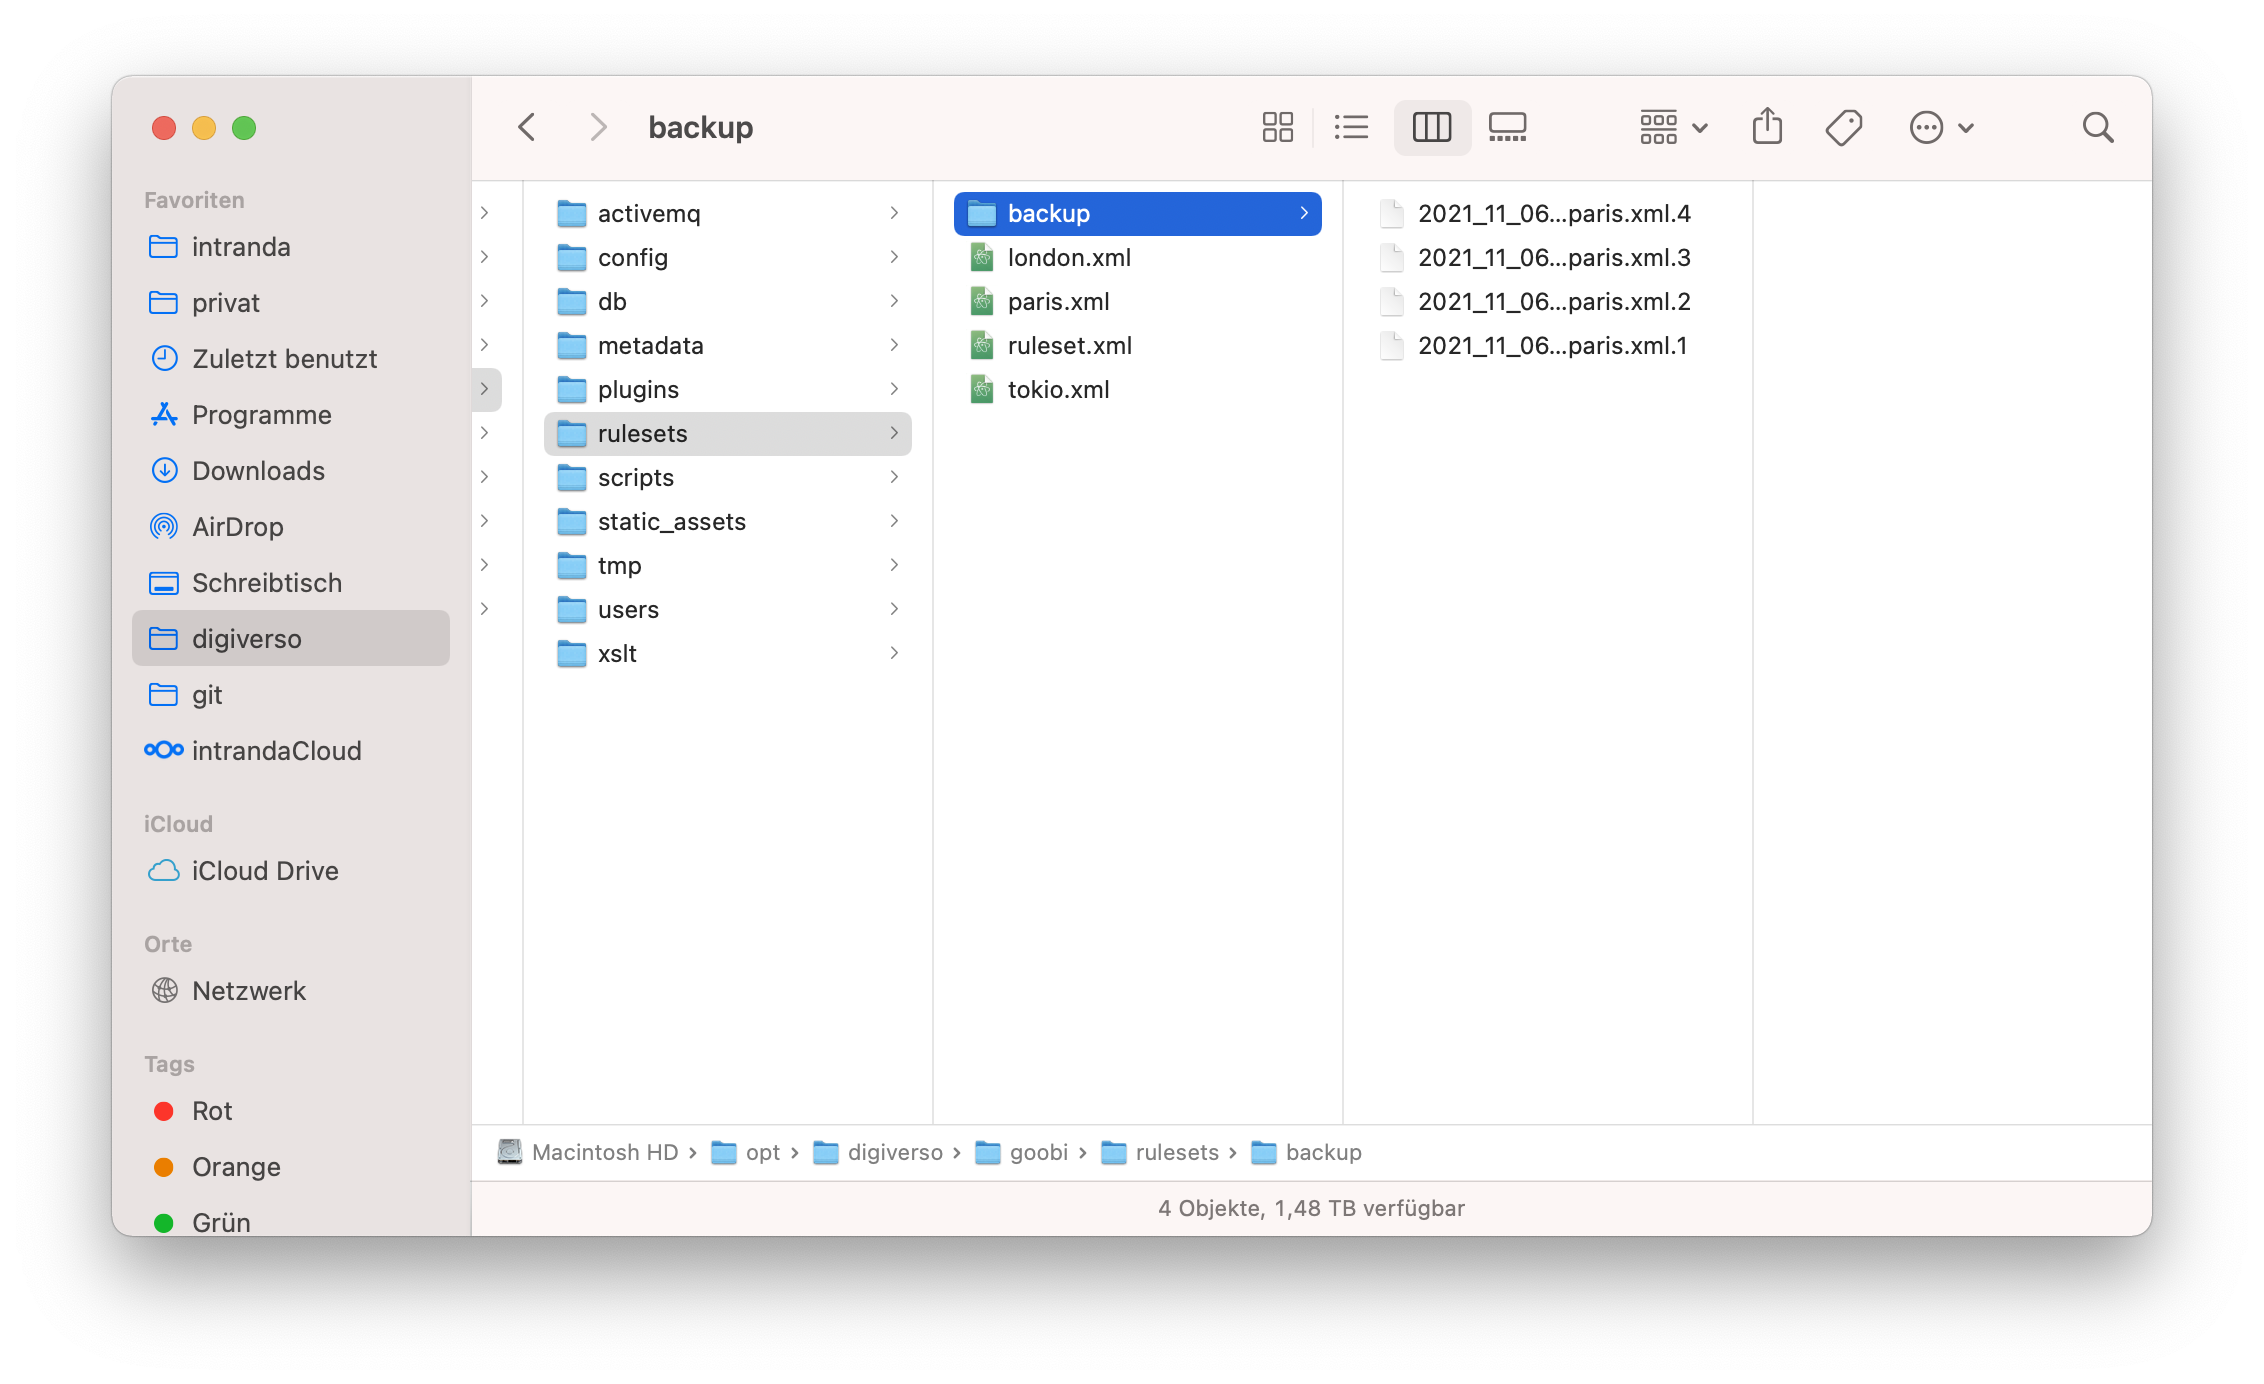 backup
Favoriten
intranda
privat
Zuletzt benutzt
Programme
Downloads
AirDrop
Schreibtisch
digiverso
git
intrandaCloud
iCloud
iCloud Drive
Orte
Netzwerk
Tags
Rot
Orange
Grün
activemq
config
db
metadata
plugins
rulesets
scripts
static_assets
tmp
users
xslt
backup
london.xml
paris.xml
ruleset.xml
tokio.xml
2021_11_06...paris.xml.4
2021_11_06...paris.xml.3
2021_11_06...paris.xml.2
2021_11_06...paris.xml.1
Macintosh HD › opt › digiverso › goobi › rulesets › backup
4 Objekte, 1,48 TB verfügbar